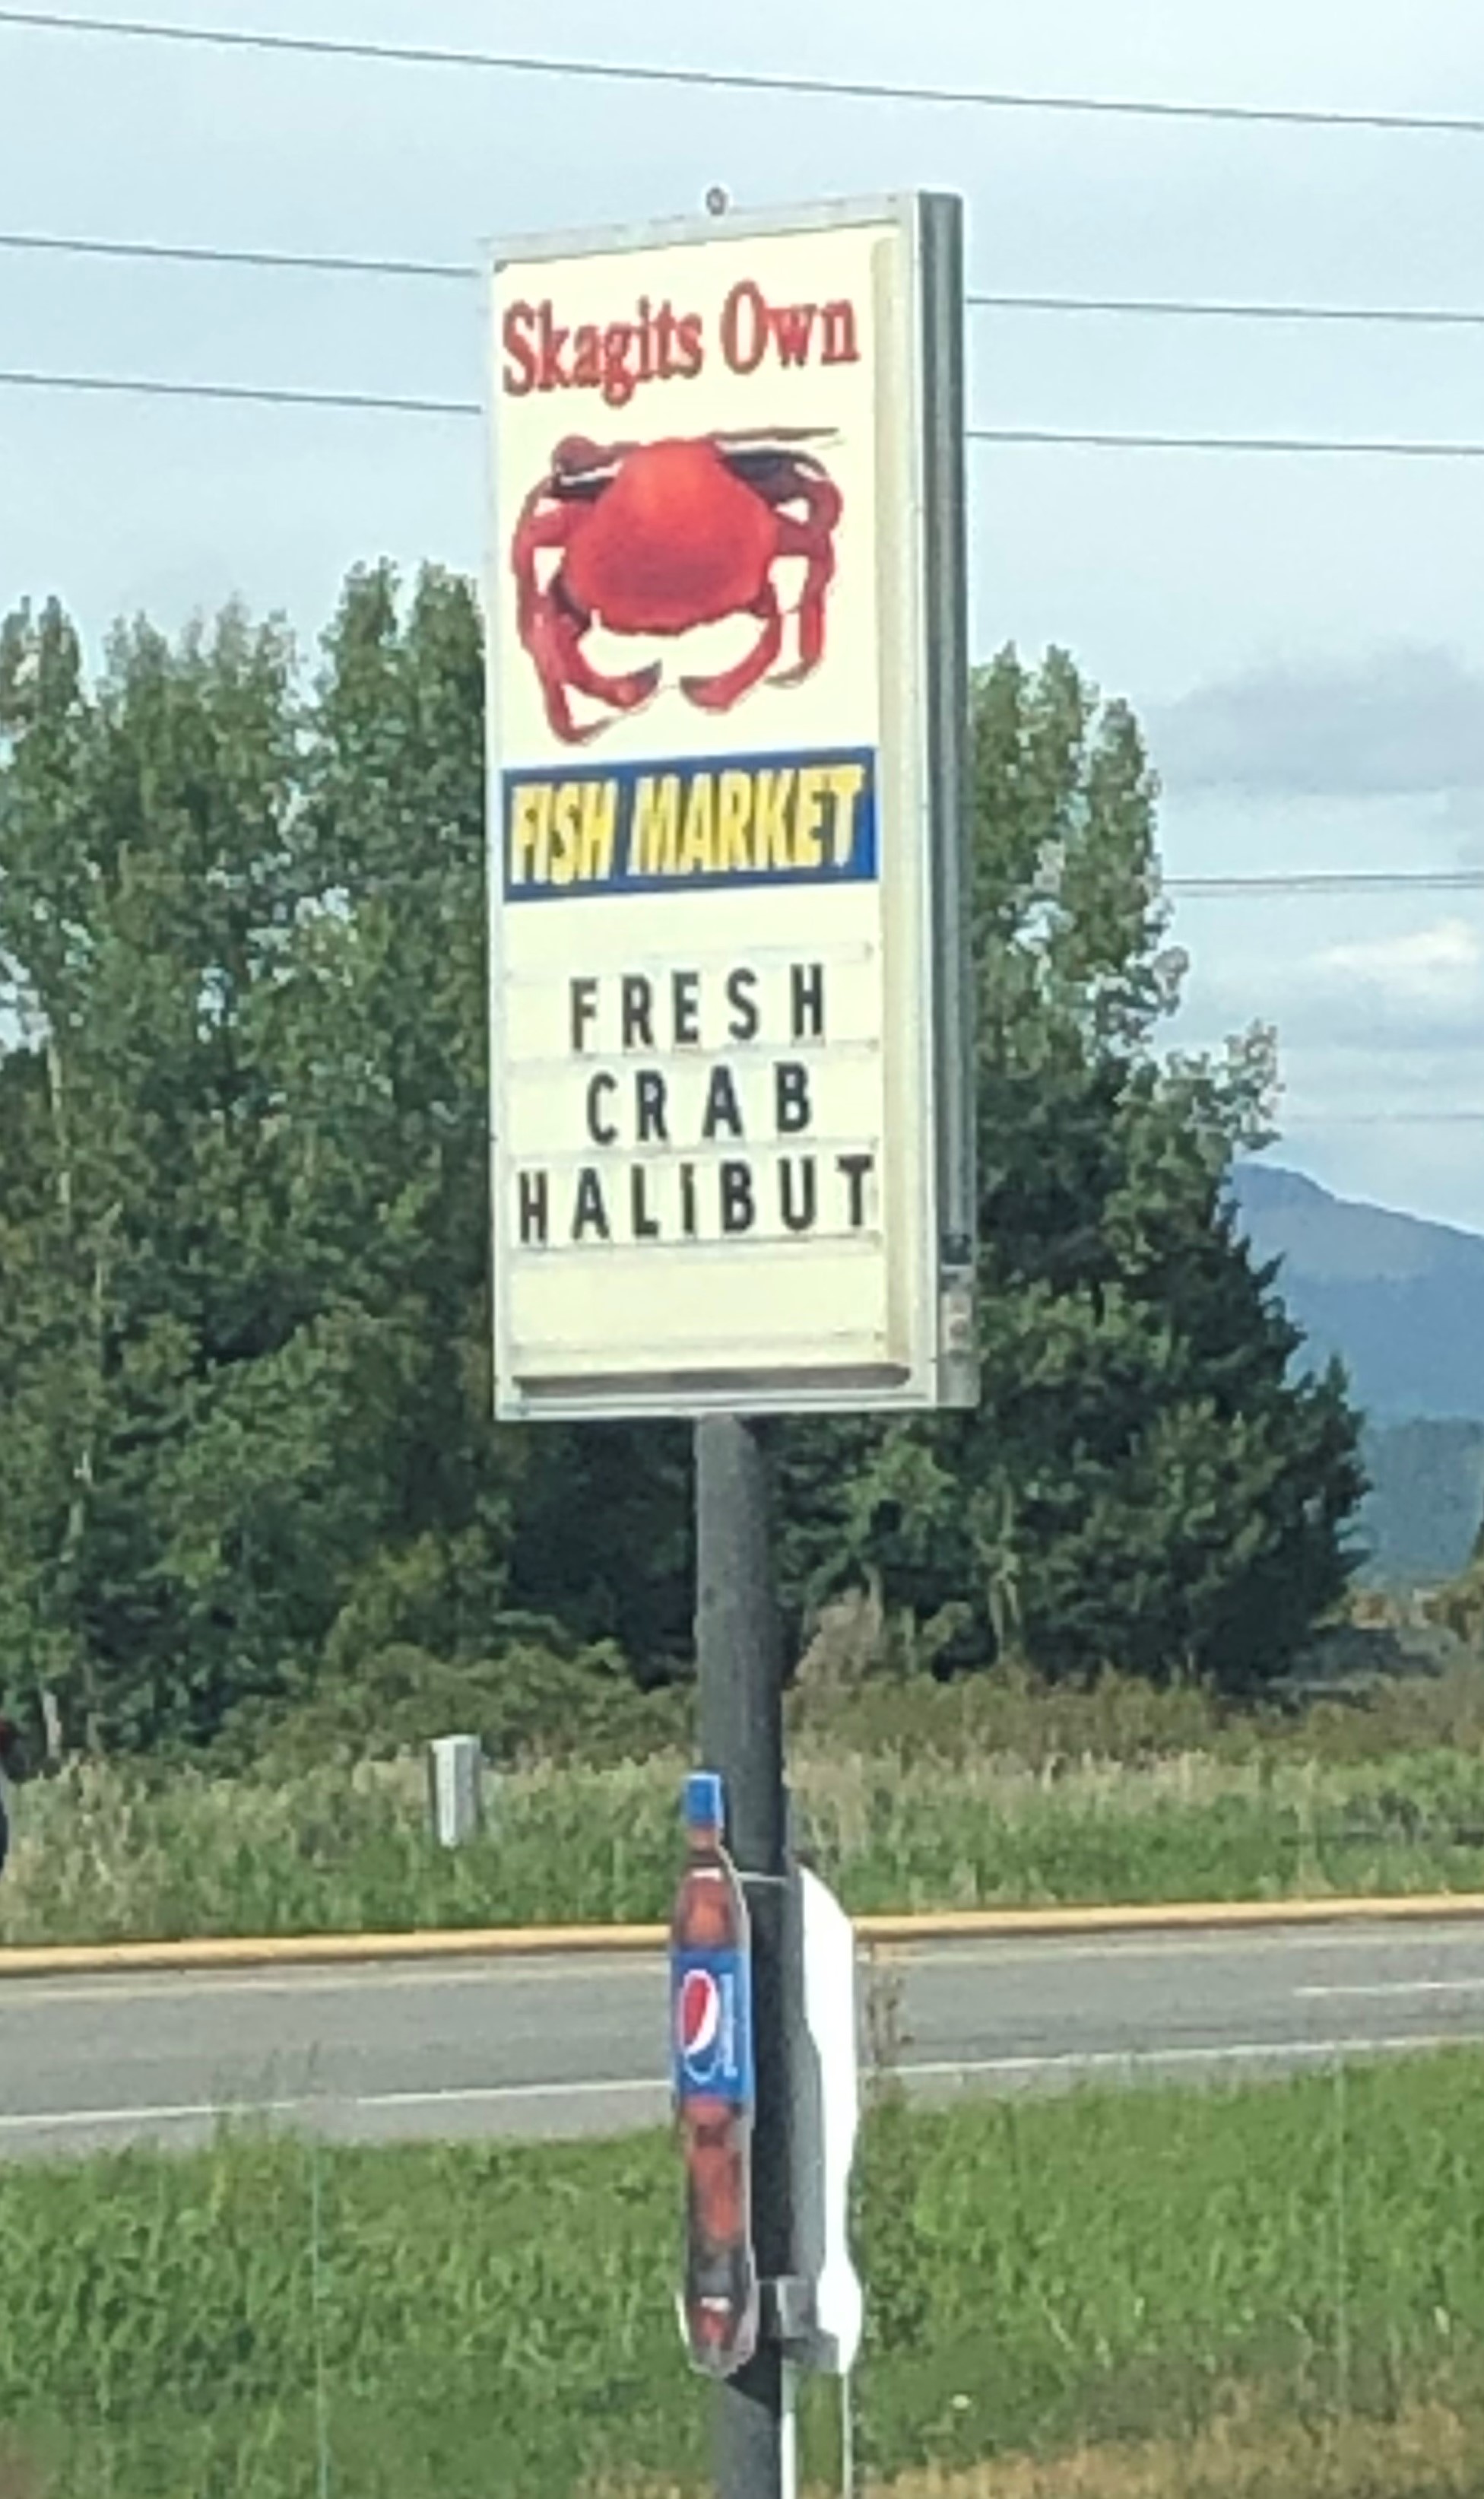 Skagits Own
FISH MARKET
FRESH
CRAB
HALIBUT